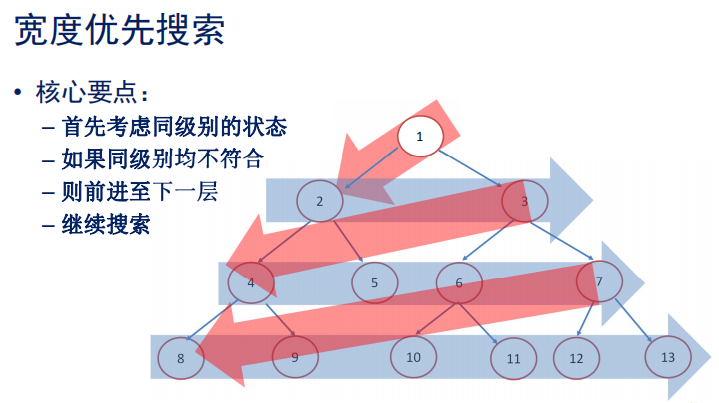 宽度优先搜索
• 核心要点：
– 首先考虑同级别的状态
– 如果同级别均不符合
– 则前进至下一层
– 继续搜索
1
2 3
4 5 6 7
8 9 10 11 12 13